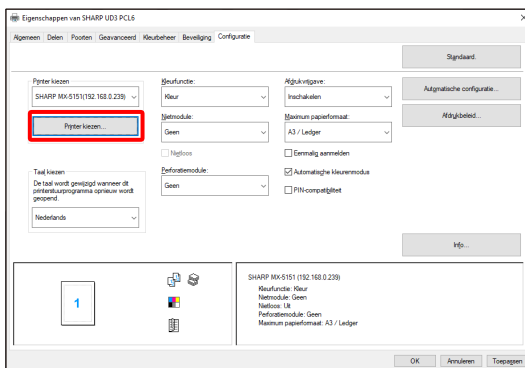 Eigenschappen van SHARP UD3 PCL6
Algemeen Delen Poorten Geavanceerd Kleurbeheer Beveiliging Configuratie
Standaard.
Printer kiezen
SHARP MX-5151(192.168.0.239)
Printer kiezen...
Kleurfunctie:
Kleur
Afdrukvrijgave:
Inschakelen
Automatische configuratie...
Nietmodule:
Geen
Maximum papierformaat:
A3 / Ledger
Afdrukbeleid...
Nietloos
Eenmalig aanmelden
Taal kiezen
De taal wordt gewijzigd wanneer dit
printerstuurprogramma opnieuw wordt
geopend.
Nederlands
Perforatiemodule:
Geen
Automatische kleurenmodus
PIN-compatibiliteit
Info...
1
SHARP MX-5151 (192.168.0.239)
Kleurfunctie: Kleur
Nietmodule: Geen
Nietloos: Uit
Perforatiemodule: Geen
Maximum papierformaat: A3 / Ledger
OK Annuleren Toepassen